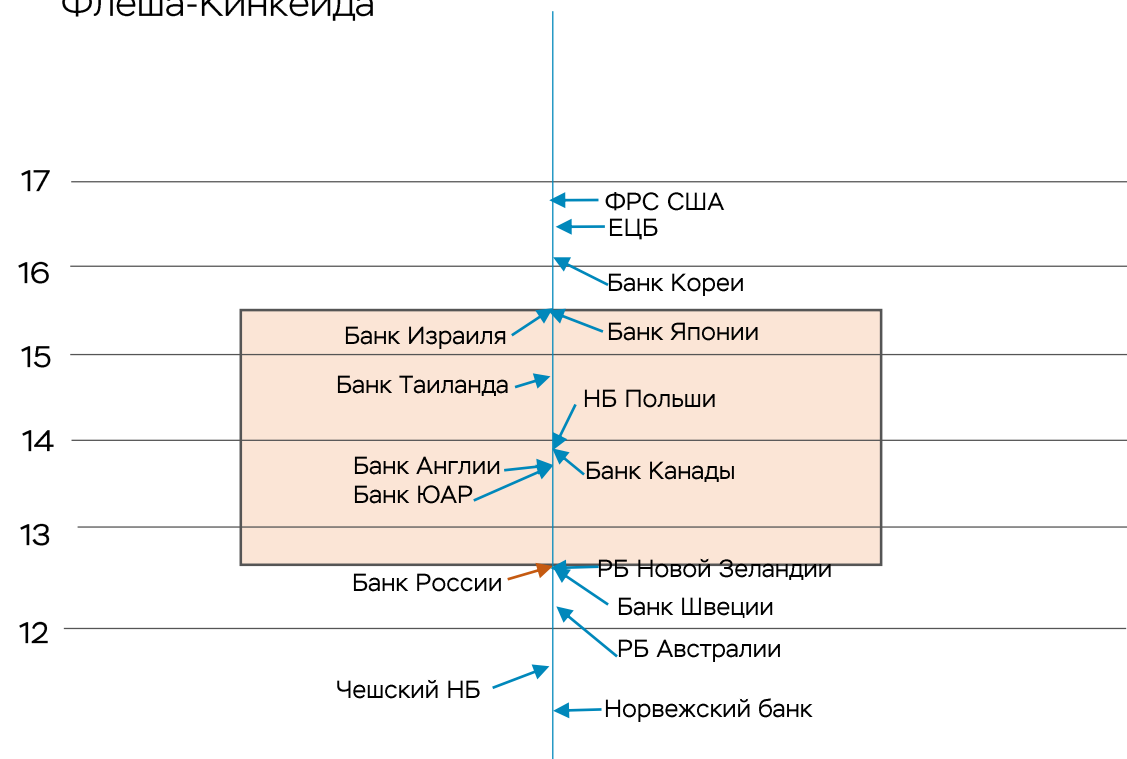 Флеша-Кинкейда
17
ФРС США
ЕЦБ
16
Банк Кореи
Банк Израиля
Банк Японии
15
Банк Таиланда
НБ Польши
14
Банк Англии
Банк Канады
Банк ЮАР
13
РБ Новой Зеландии
Банк России
Банк Швеции
12
РБ Австралии
Чешский НБ
Норвежский банк